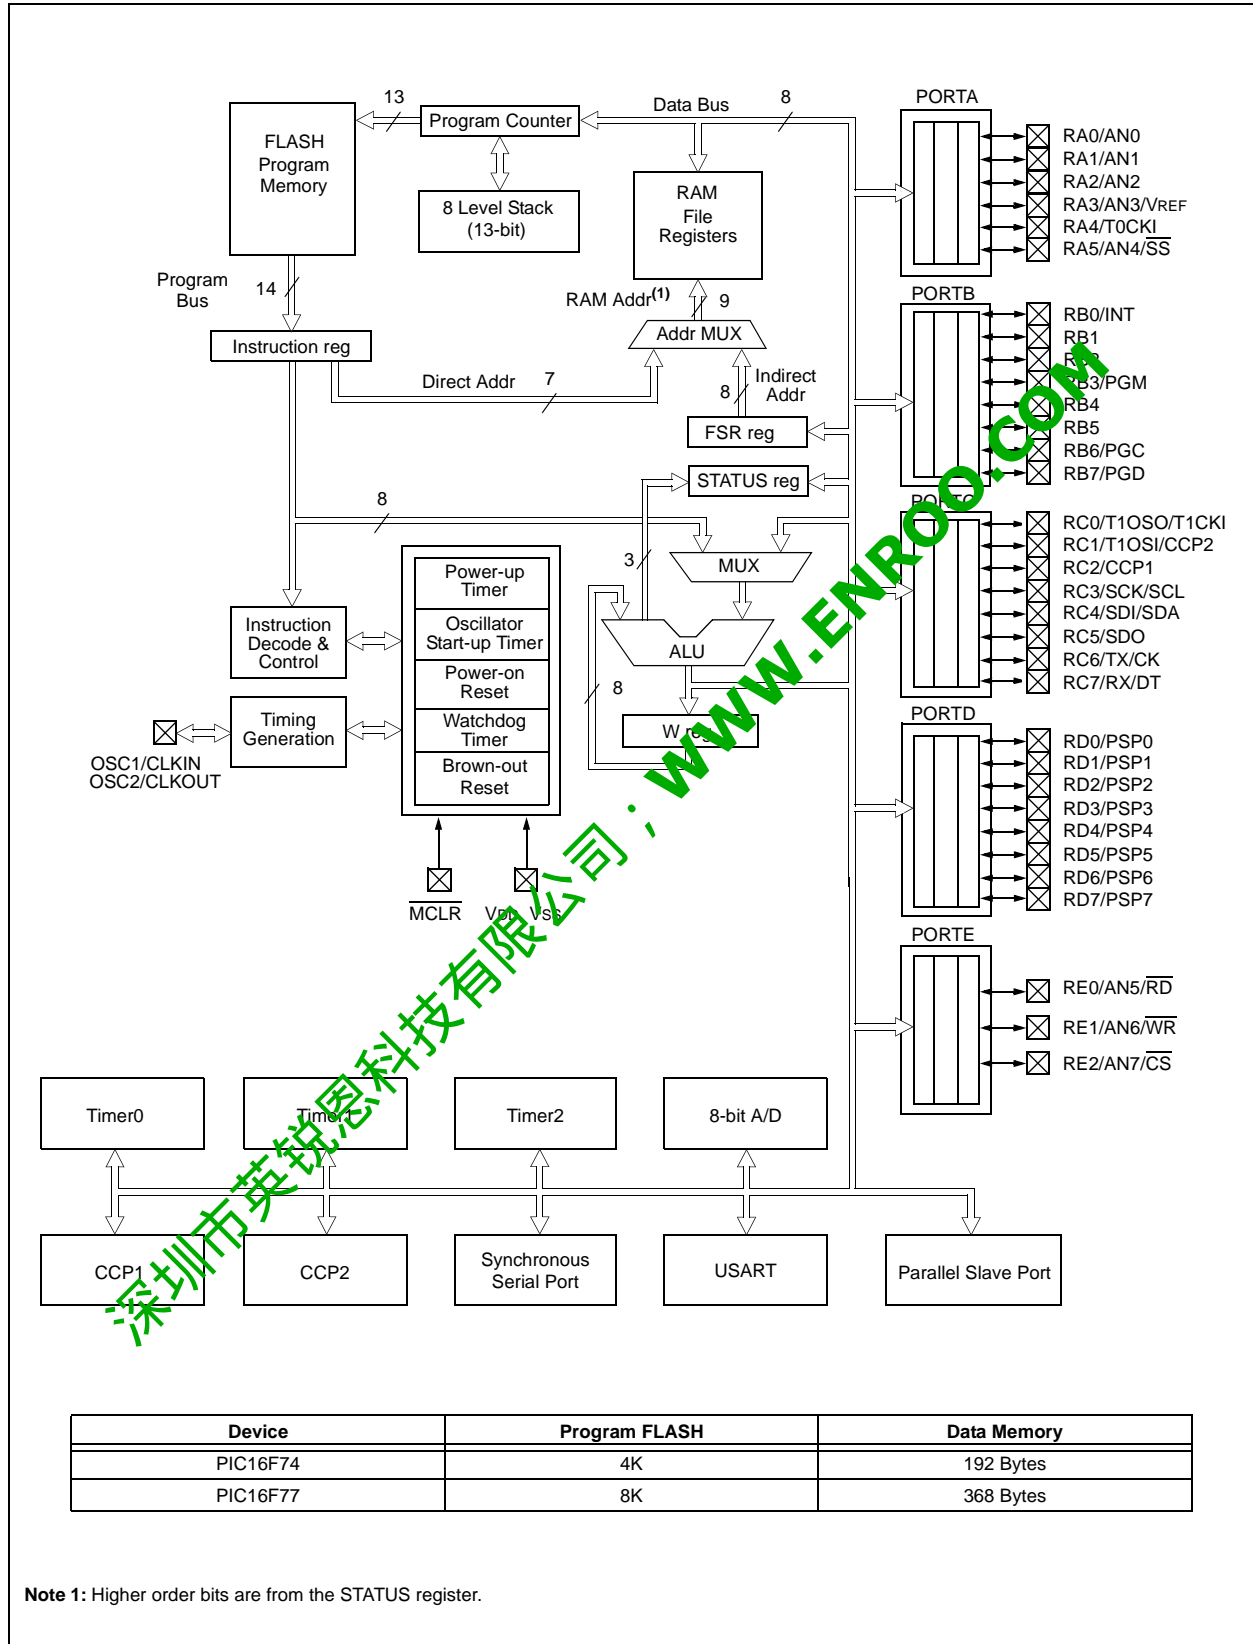 13
Program Counter
Data Bus
8
PORTA
FLASH
Program
Memory
8 Level Stack
(13-bit)
RAM
File
Registers
RA0/AN0
RA1/AN1
RA2/AN2
RA3/AN3/VREF
RA4/T0CKI
RA5/AN4/SS
Program
Bus
14
RAM Addr(1)
9
PORTB
Instruction reg
Addr MUX
Direct Addr
7
8
Indirect
Addr
FSR reg
STATUS reg
RB0/INT
RB1
RB2
RB3/PGM
RB4
RB5
RB6/PGC
RB7/PGD
PORTC
8
3
MUX
ALU
8
W reg
Power-up
Timer
Oscillator
Start-up Timer
Power-on
Reset
Watchdog
Timer
Brown-out
Reset
Instruction
Decode &
Control
Timing
Generation
OSC1/CLKIN
OSC2/CLKOUT
MCLR
VDD, VSS
RC0/T1OSO/T1CKI
RC1/T1OSI/CCP2
RC2/CCP1
RC3/SCK/SCL
RC4/SDI/SDA
RC5/SDO
RC6/TX/CK
RC7/RX/DT
PORTD
RD0/PSP0
RD1/PSP1
RD2/PSP2
RD3/PSP3
RD4/PSP4
RD5/PSP5
RD6/PSP6
RD7/PSP7
PORTE
RE0/AN5/RD
RE1/AN6/WR
RE2/AN7/CS
Timer0
Timer1
Timer2
8-bit A/D
CCP1
CCP2
Synchronous
Serial Port
USART
Parallel Slave Port
深圳市英锐恩科技有限公司；WWW.ENROO.COM
Device Program FLASH Data Memory
PIC16F74 4K 192 Bytes
PIC16F77 8K 368 Bytes
Note 1: Higher order bits are from the STATUS register.